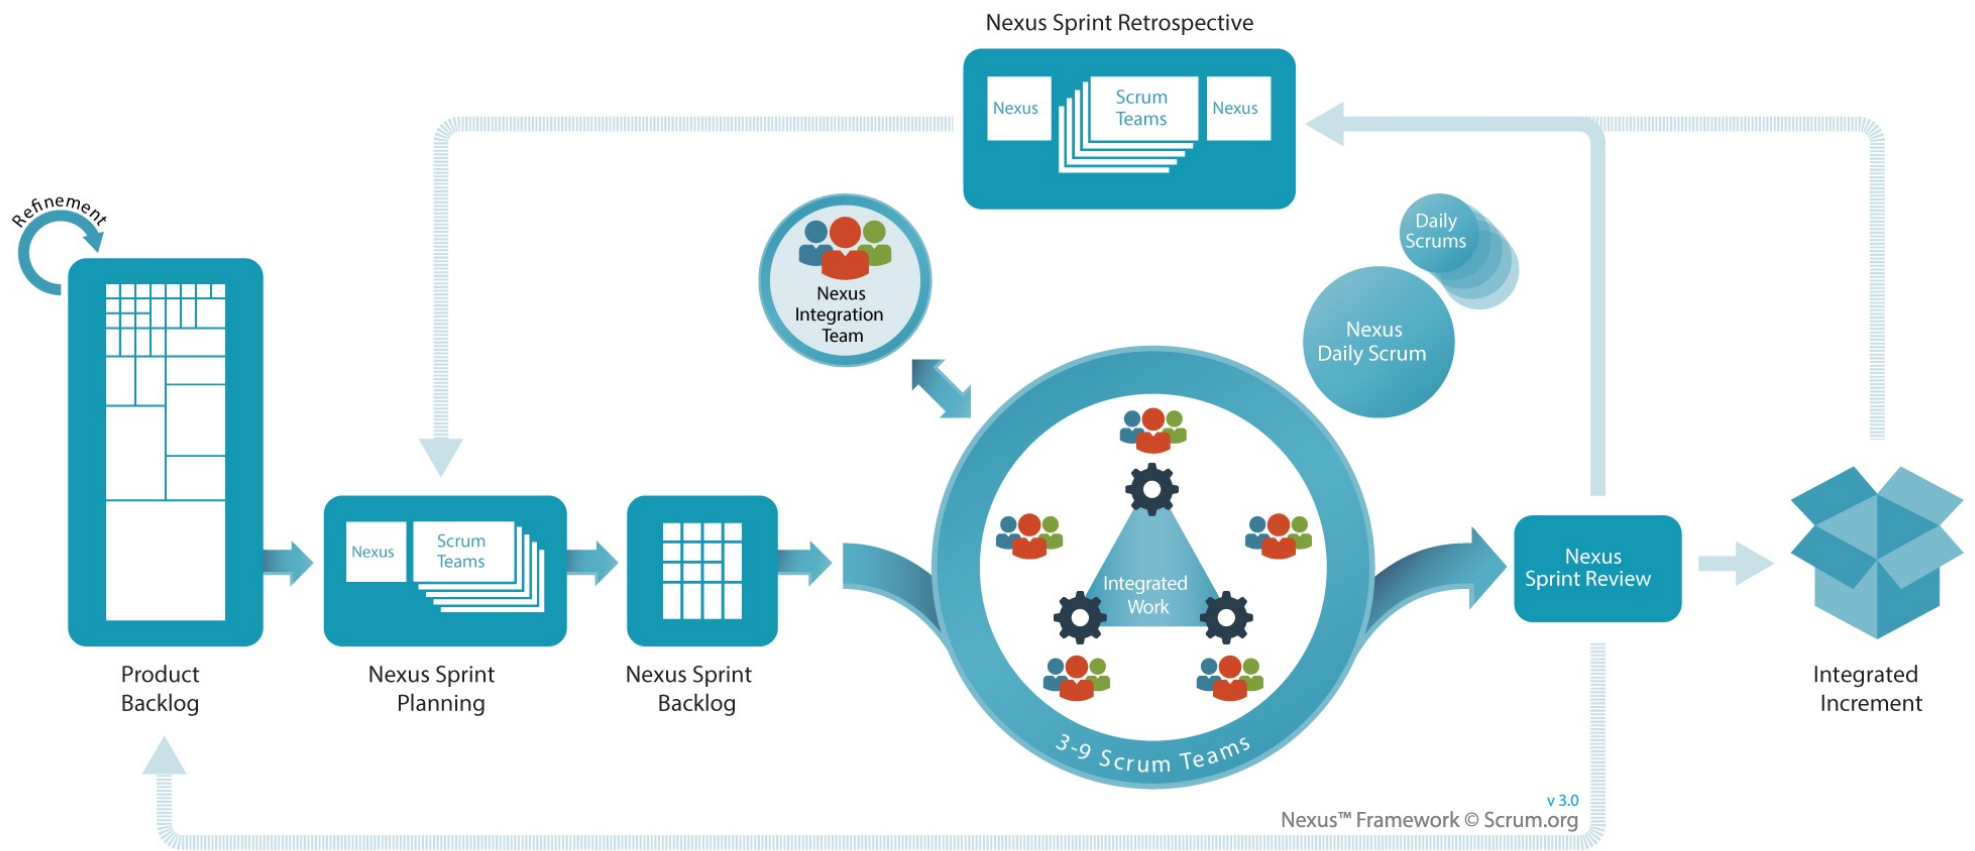 Nexus Sprint Retrospective
Nexus
Scrum
Teams
Nexus
Refinement
Daily
Scrums
Nexus
Integration
Team
Nexus
Daily Scrum
Nexus
Scrum
Teams
Integrated
Work
Nexus
Sprint Review
Product
Backlog
Nexus Sprint
Planning
Nexus Sprint
Backlog
Integrated
Increment
3-9 Scrum Teams
v 3.0
Nexus™ Framework © Scrum.org